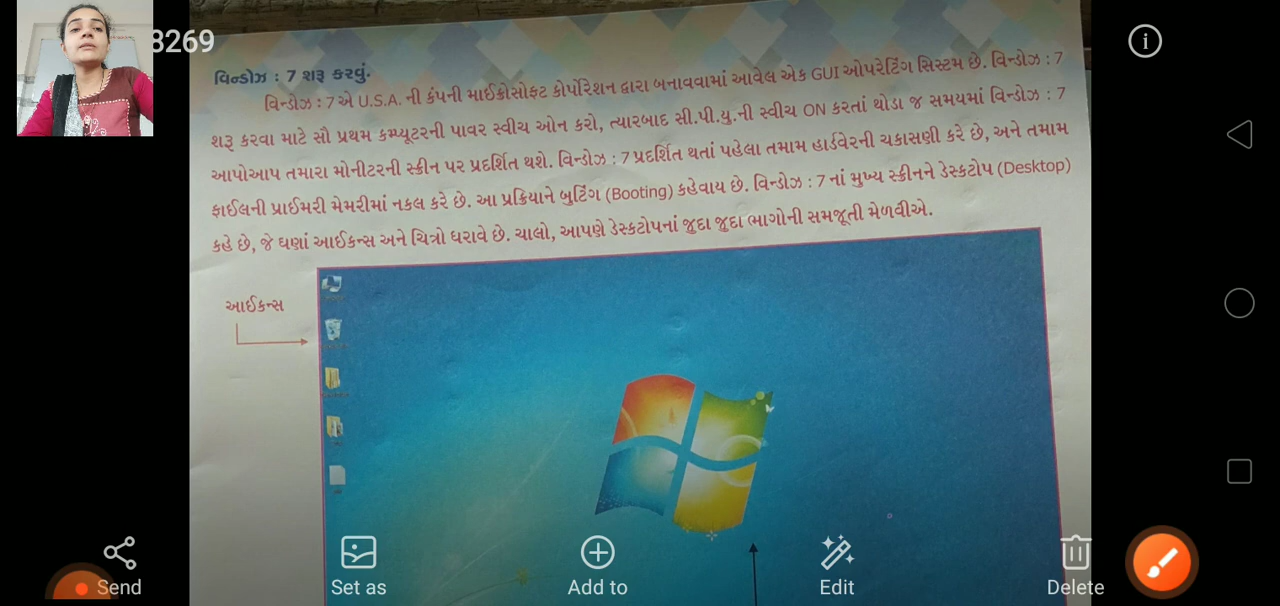 8269
વિન્ડોઝ : 7 શરૂ કરવું.
વિન્ડોઝ : 7 એ U.S.A. ની કંપની માઈક્રોસોફ્ટ કોર્પોરેશન દ્વારા બનાવવામાં આવેલ એક GUI ઓપરેટિંગ સિસ્ટમ છે. વિન્ડોઝ : 7
શરૂ કરવા માટે સૌ પ્રથમ કમ્પ્યૂટરની પાવર સ્વીચ ઓન કરો, ત્યારબાદ સી.પી.યુ.ની સ્વીચ ON કરતાં થોડા જ સમયમાં વિન્ડોઝ : 7
આપોઆપ તમારા મોનીટરની સ્ક્રીન પર પ્રદર્શિત થશે. વિન્ડોઝ : 7 પ્રદર્શિત થતાં પહેલા તમામ હાર્ડવેરની ચકાસણી કરે છે, અને તમામ
ફાઈલની પ્રાઈમરી મેમરીમાં નકલ કરે છે. આ પ્રક્રિયાને બુટિંગ (Booting) કહેવાય છે. વિન્ડોઝ : 7 નાં મુખ્ય સ્ક્રીનને ડેસ્કટોપ (Desktop)
કહે છે, જે ઘણાં આઈકન્સ અને ચિત્રો ધરાવે છે. ચાલો, આપણે ડેસ્કટોપનાં જુદા જુદા ભાગોની સમજૂતી મેળવીએ.
આઈકન્સ
Send Set as Add to Edit Delete